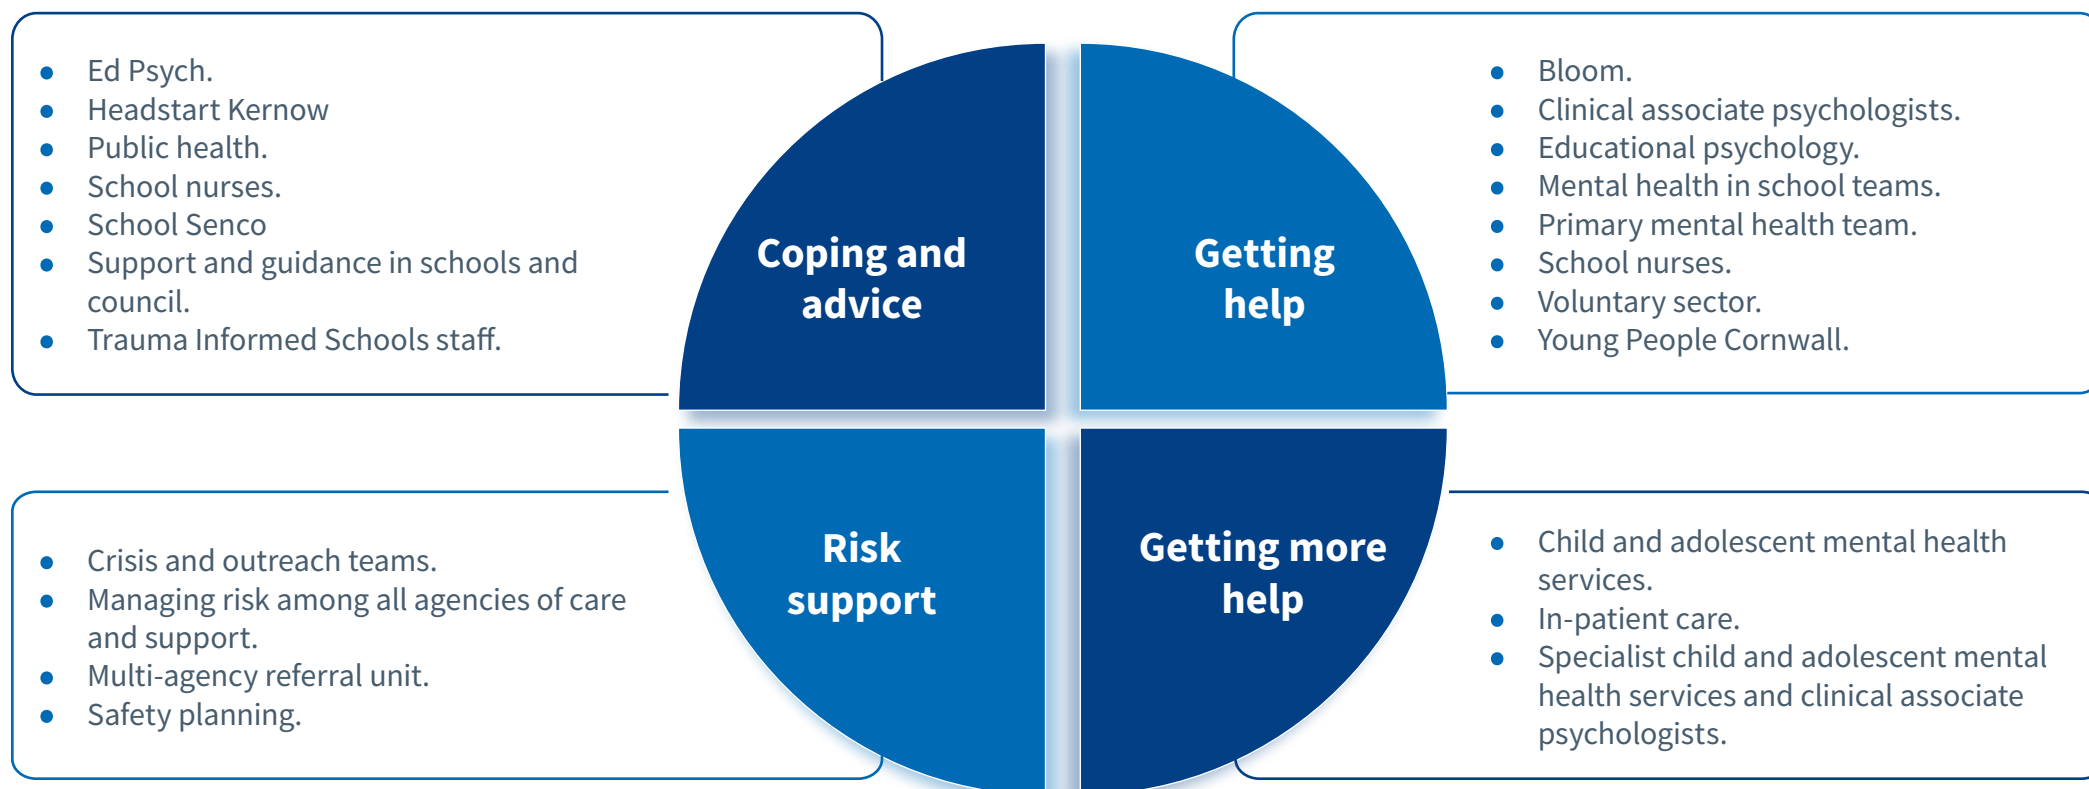 ● Ed Psych.
● Headstart Kernow
● Public health.
● School nurses.
● School Senco
● Support and guidance in schools and
council.
● Trauma Informed Schools staff.
Coping and
advice
Getting
help
● Bloom.
● Clinical associate psychologists.
● Educational psychology.
● Mental health in school teams.
● Primary mental health team.
● School nurses.
● Voluntary sector.
● Young People Cornwall.
● Crisis and outreach teams.
● Managing risk among all agencies of care
and support.
● Multi-agency referral unit.
● Safety planning.
Risk
support
Getting more
help
● Child and adolescent mental health
services.
● In-patient care.
● Specialist child and adolescent mental
health services and clinical associate
psychologists.